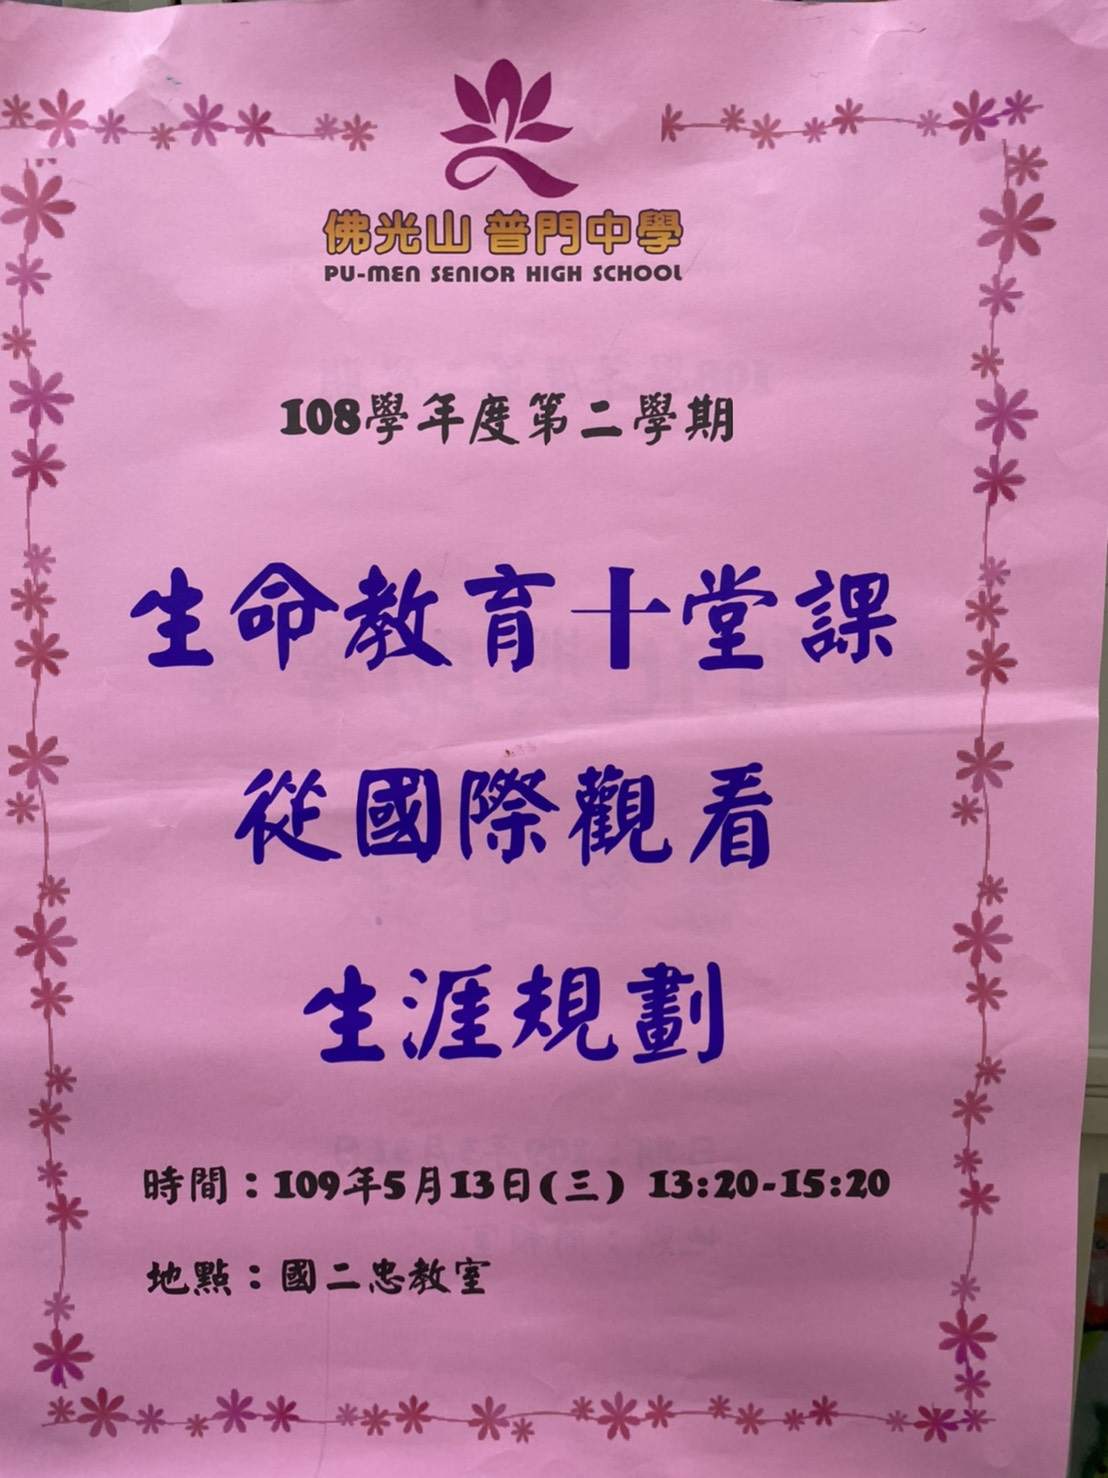 佛光山 普門中學
PU-MEN SENIOR HIGH SCHOOL
108學年度第二學期
生命教育十堂課
從國際觀看
生涯規劃
時間：109年5月13日(三) 13:20-15:20
地點：國二忠教室